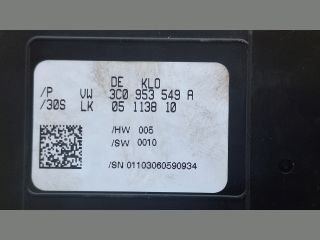 DE KLO
/P VW 3C0 953 549 A
/30S LK 05 1138 10
/HW 005
/SW 0010
/SN 01103060590934